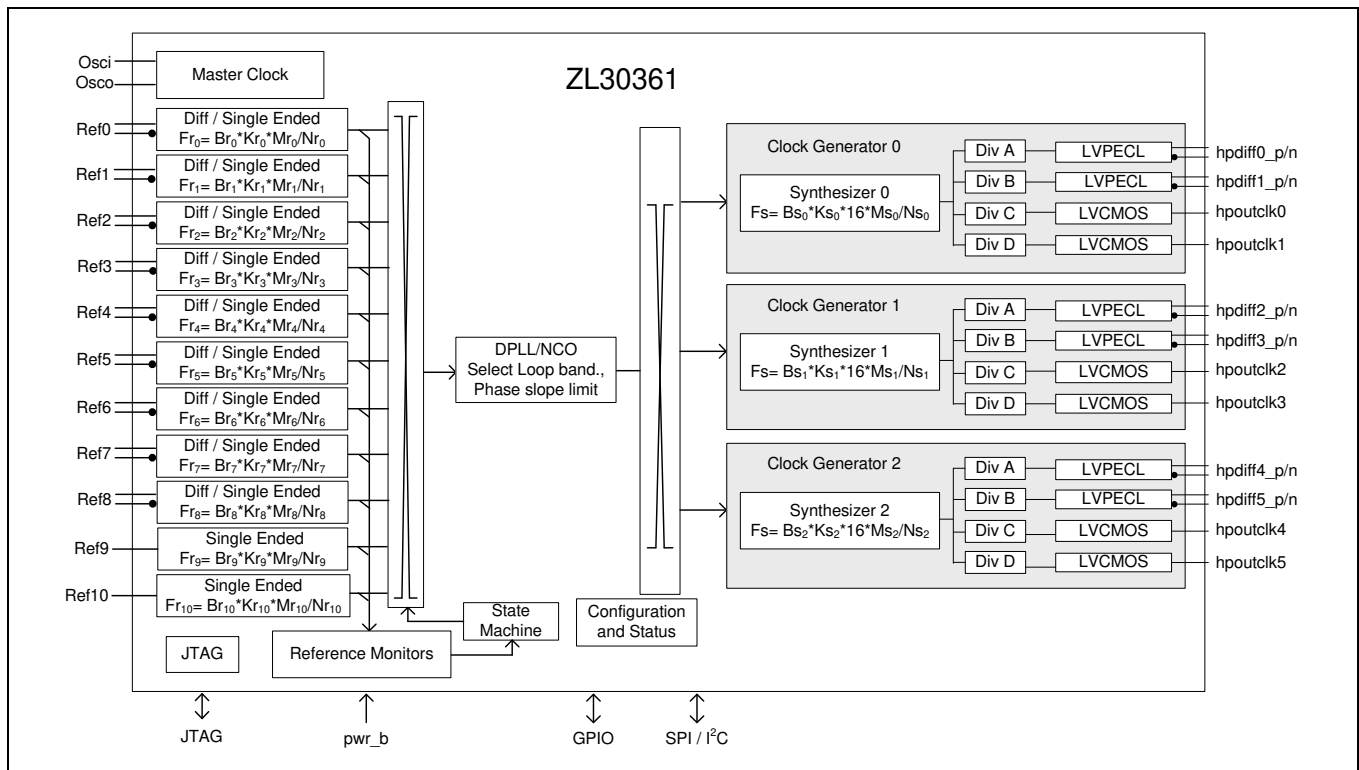 ZL30361
Osci
Osco
Master Clock
Ref0
Diff / Single Ended
Fr₀= Br₀*Kr₀*Mr₀/Nr₀
Ref1
Diff / Single Ended
Fr₁= Br₁*Kr₁*Mr₁/Nr₁
Ref2
Diff / Single Ended
Fr₂= Br₂*Kr₂*Mr₂/Nr₂
Ref3
Diff / Single Ended
Fr₃= Br₃*Kr₃*Mr₃/Nr₃
Ref4
Diff / Single Ended
Fr₄= Br₄*Kr₄*Mr₄/Nr₄
Ref5
Diff / Single Ended
Fr₅= Br₅*Kr₅*Mr₅/Nr₅
Ref6
Diff / Single Ended
Fr₆= Br₆*Kr₆*Mr₆/Nr₆
Ref7
Diff / Single Ended
Fr₇= Br₇*Kr₇*Mr₇/Nr₇
Ref8
Diff / Single Ended
Fr₈= Br₈*Kr₈*Mr₈/Nr₈
Ref9
Single Ended
Fr₉= Br₉*Kr₉*Mr₉/Nr₉
Ref10
Single Ended
Fr₁₀= Br₁₀*Kr₁₀*Mr₁₀/Nr₁₀
JTAG
Reference Monitors
State
Machine
DPLL/NCO
Select Loop band.,
Phase slope limit
Configuration
and Status
Clock Generator 0
Synthesizer 0
Fs= Bs₀*Ks₀*16*Ms₀/Ns₀
Div A
LVPECL
hpdiff0_p/n
Div B
LVPECL
hpdiff1_p/n
Div C
LVCMOS
hpoutclk0
Div D
LVCMOS
hpoutclk1
Clock Generator 1
Synthesizer 1
Fs= Bs₁*Ks₁*16*Ms₁/Ns₁
Div A
LVPECL
hpdiff2_p/n
Div B
LVPECL
hpdiff3_p/n
Div C
LVCMOS
hpoutclk2
Div D
LVCMOS
hpoutclk3
Clock Generator 2
Synthesizer 2
Fs= Bs₂*Ks₂*16*Ms₂/Ns₂
Div A
LVPECL
hpdiff4_p/n
Div B
LVPECL
hpdiff5_p/n
Div C
LVCMOS
hpoutclk4
Div D
LVCMOS
hpoutclk5
JTAG
pwr_b
GPIO
SPI / I²C